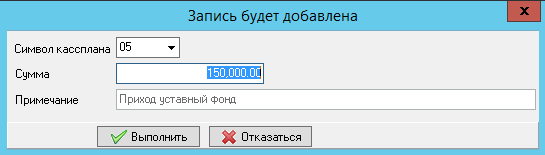 Запись будет добавлена
x
Символ кассплана 05
Сумма 150,000.00
Примечание Приход уставный фонд
Выполнить Отказаться